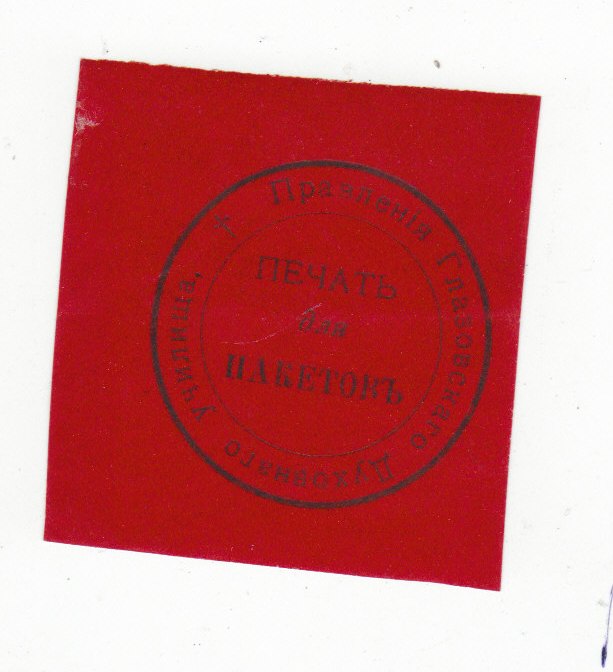 † Правленія Глазовскаго Духовнаго училища,
ПЕЧАТЬ
для
ПАКЕТОВЪ